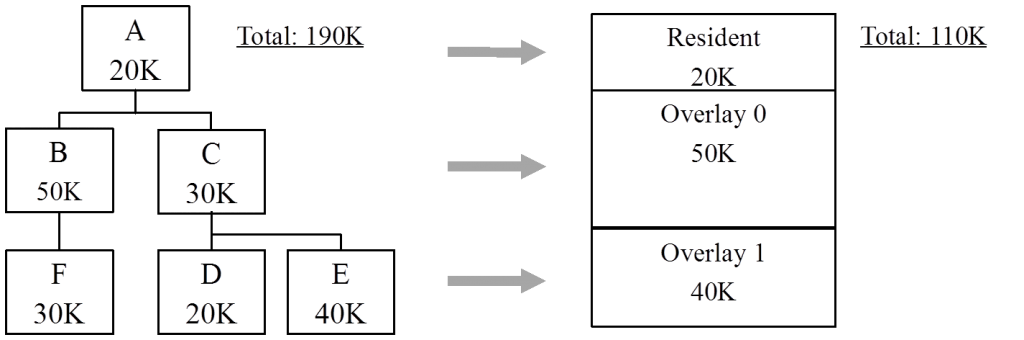 A
20K
Total: 190K
B
50K
C
30K
F
30K
D
20K
E
40K
Resident
20K
Total: 110K
Overlay 0
50K
Overlay 1
40K